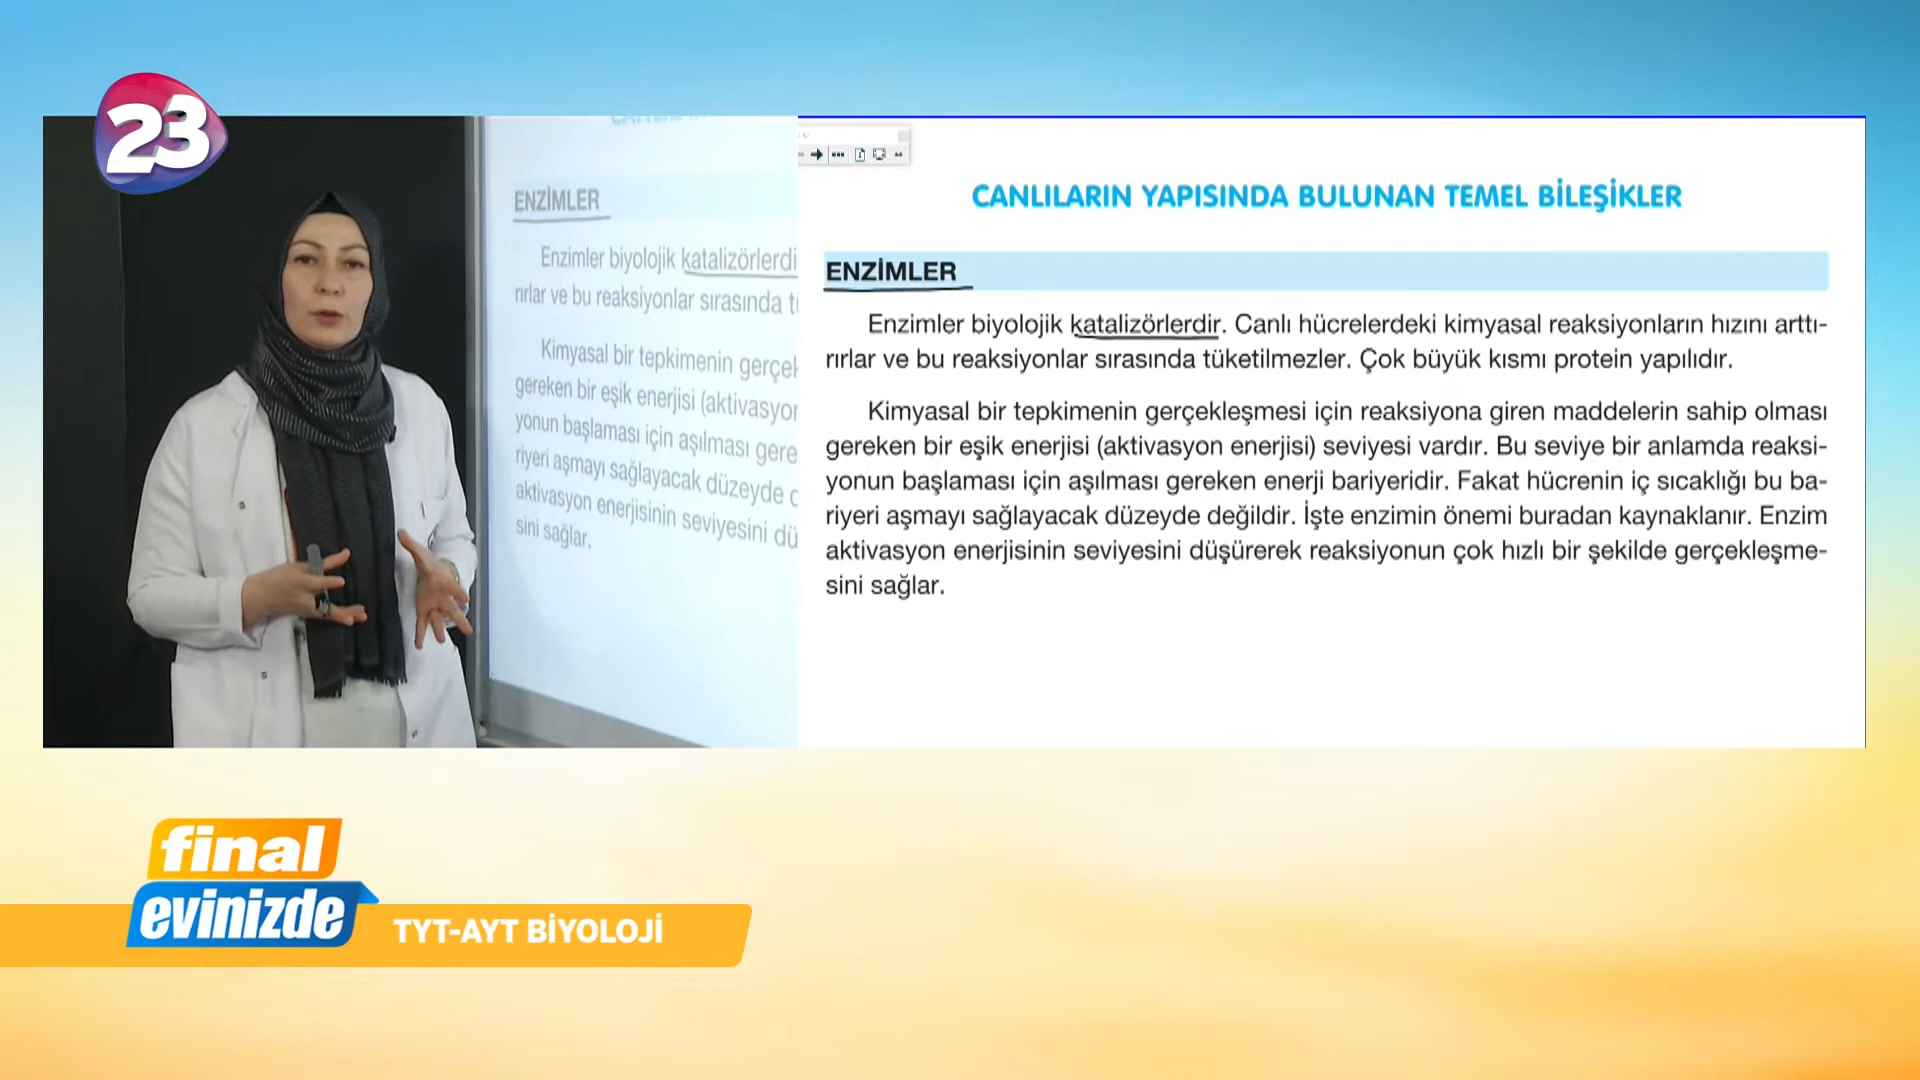 23
ENZİMLER
Enzimler biyolojik katalizörlerdi
rırlar ve bu reaksiyonlar sırasında t
Kimyasal bir tepkimenin gerçek
gereken bir eşik enerjisi (aktivasyon
yonun başlaması için aşılması gere
riyeri aşmayı sağlayacak düzeyde d
aktivasyon enerjisinin seviyesini dü
sini sağlar.
CANLILARIN YAPISINDA BULUNAN TEMEL BİLEŞİKLER
ENZİMLER
Enzimler biyolojik katalizörlerdir. Canlı hücrelerdeki kimyasal reaksiyonların hızını arttı-
rırlar ve bu reaksiyonlar sırasında tüketilmezler. Çok büyük kısmı protein yapılıdır.
Kimyasal bir tepkimenin gerçekleşmesi için reaksiyona giren maddelerin sahip olması
gereken bir eşik enerjisi (aktivasyon enerjisi) seviyesi vardır. Bu seviye bir anlamda reaksi-
yonun başlaması için aşılması gereken enerji bariyeridir. Fakat hücrenin iç sıcaklığı bu ba-
riyeri aşmayı sağlayacak düzeyde değildir. İşte enzimin önemi buradan kaynaklanır. Enzim
aktivasyon enerjisinin seviyesini düşürerek reaksiyonun çok hızlı bir şekilde gerçekleşme-
sini sağlar.
final
evinizde
TYT-AYT BİYOLOJİ